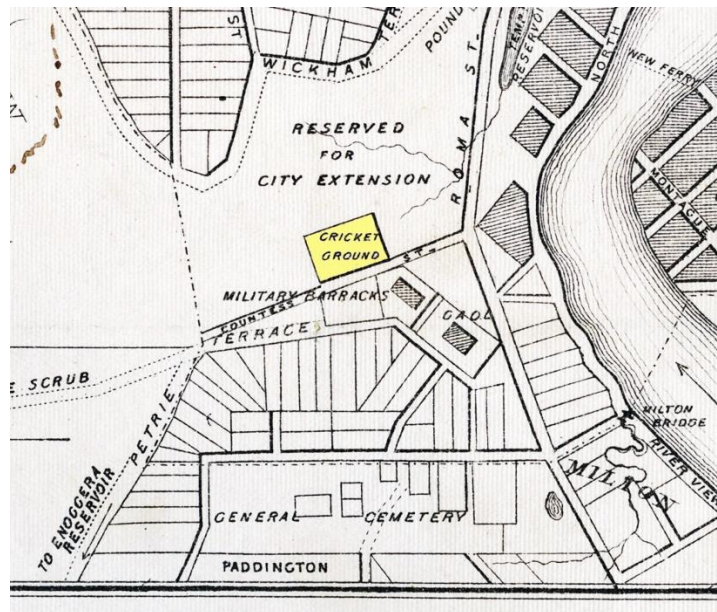 ST
WICKHAM TER
POUND
ROMA ST.
RESERVOIR
NORTH
NEW FERRY
MONTAGUE
RESERVED
FOR
CITY EXTENSION
CRICKET
GROUND
COUNTESS ST.
MILITARY BARRACKS
GAOL
PETRIE TERRACE
E SCRUB
TO ENOGGERA
RESERVOIR
MILTON
BRIDGE
RIVER VIEW
MILTON
GENERAL CEMETERY
PADDINGTON